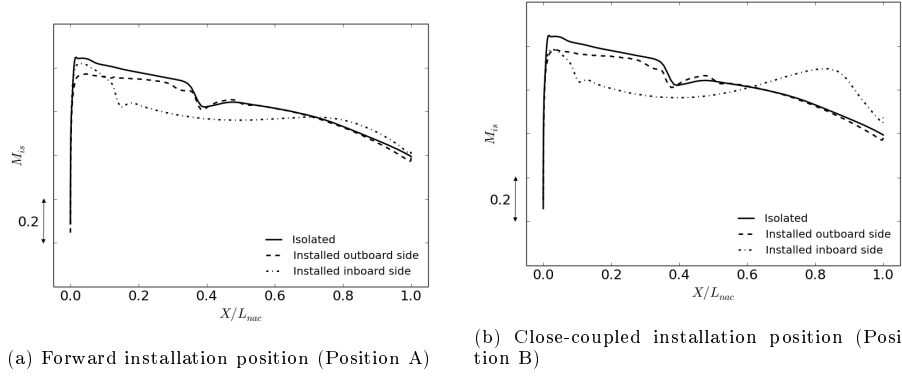 M_is
0.2
Isolated
Installed outboard side
Installed inboard side
0.0 0.2 0.4 0.6 0.8 1.0
X/L_nac
(a) Forward installation position (Position A)
M_is
0.2
Isolated
Installed outboard side
Installed inboard side
0.0 0.2 0.4 0.6 0.8 1.0
X/L_nac
(b) Close-coupled installation position (Posi
tion B)